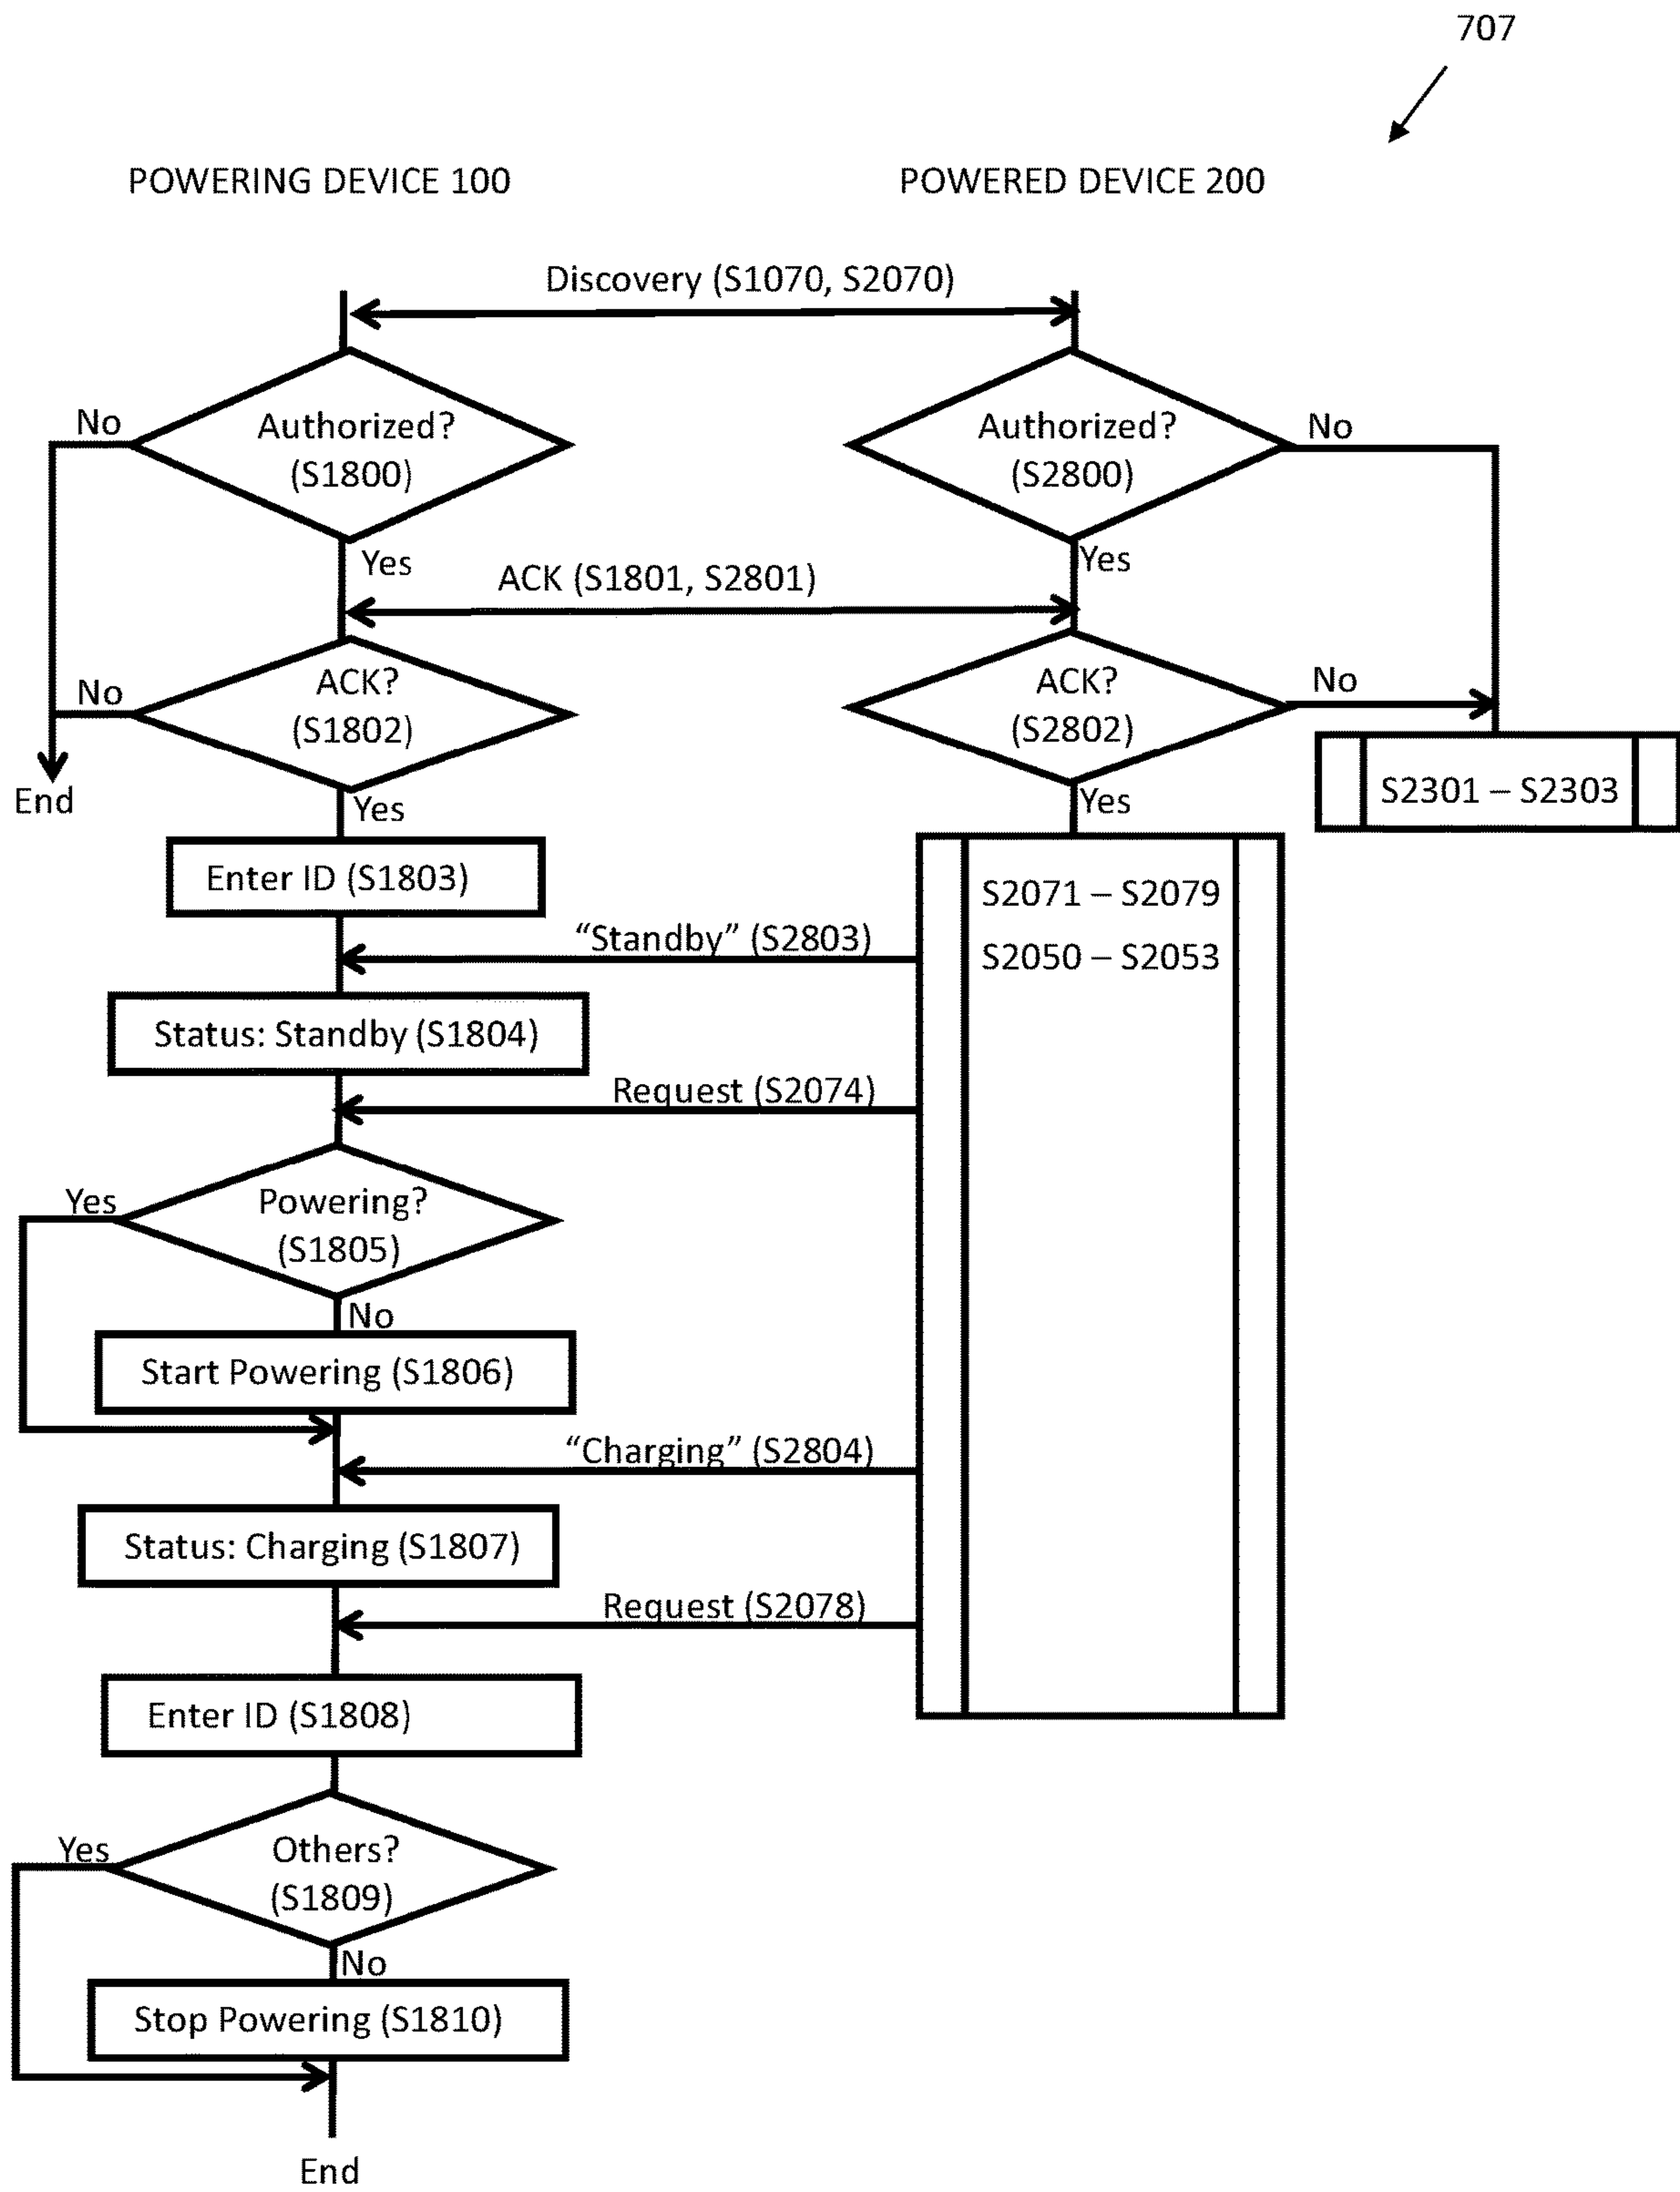 707
POWERING DEVICE 100
POWERED DEVICE 200
Discovery (S1070, S2070)
No
Authorized?
(S1800)
Authorized?
(S2800)
No
Yes
Yes
ACK (S1801, S2801)
No
ACK?
(S1802)
ACK?
(S2802)
No
End
Yes
Yes
S2301 – S2303
Enter ID (S1803)
S2071 – S2079
“Standby” (S2803)
S2050 – S2053
Status: Standby (S1804)
Request (S2074)
Yes
Powering?
(S1805)
No
Start Powering (S1806)
“Charging” (S2804)
Status: Charging (S1807)
Request (S2078)
Enter ID (S1808)
Yes
Others?
(S1809)
No
Stop Powering (S1810)
End